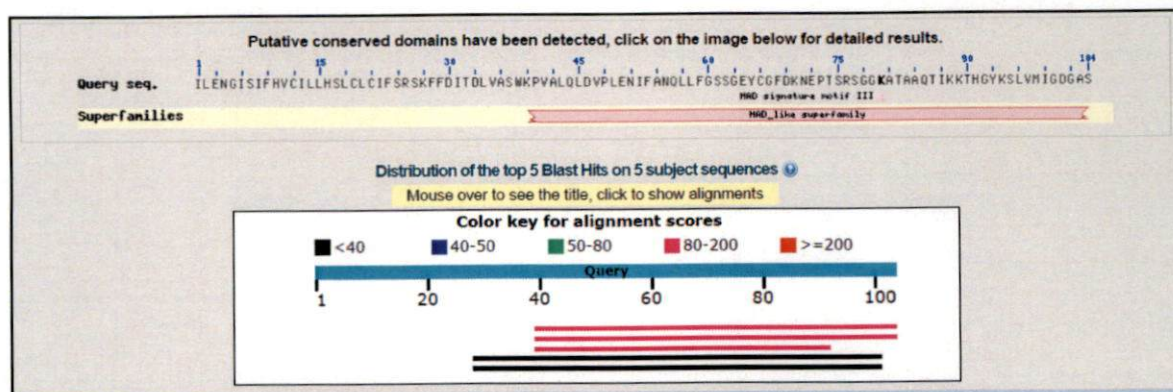 Putative conserved domains have been detected, click on the image below for detailed results.
1 15 30 45 60 75 90 104
Query seq. ILENGISIFHVCILLHSLCLCIFSRSKFFDITDLVASWKPVALQLDVPLENIFANQLLFGSSGEYCGFDKNEPTSRSGGKATAAQTIKKTHGYKSLVMIGDGAS
HAD signature motif III
Superfamilies HAD_like superfamily
Distribution of the top 5 Blast Hits on 5 subject sequences ?
Mouse over to see the title, click to show alignments
Color key for alignment scores
<40 40-50 50-80 80-200 >=200
Query
1 20 40 60 80 100